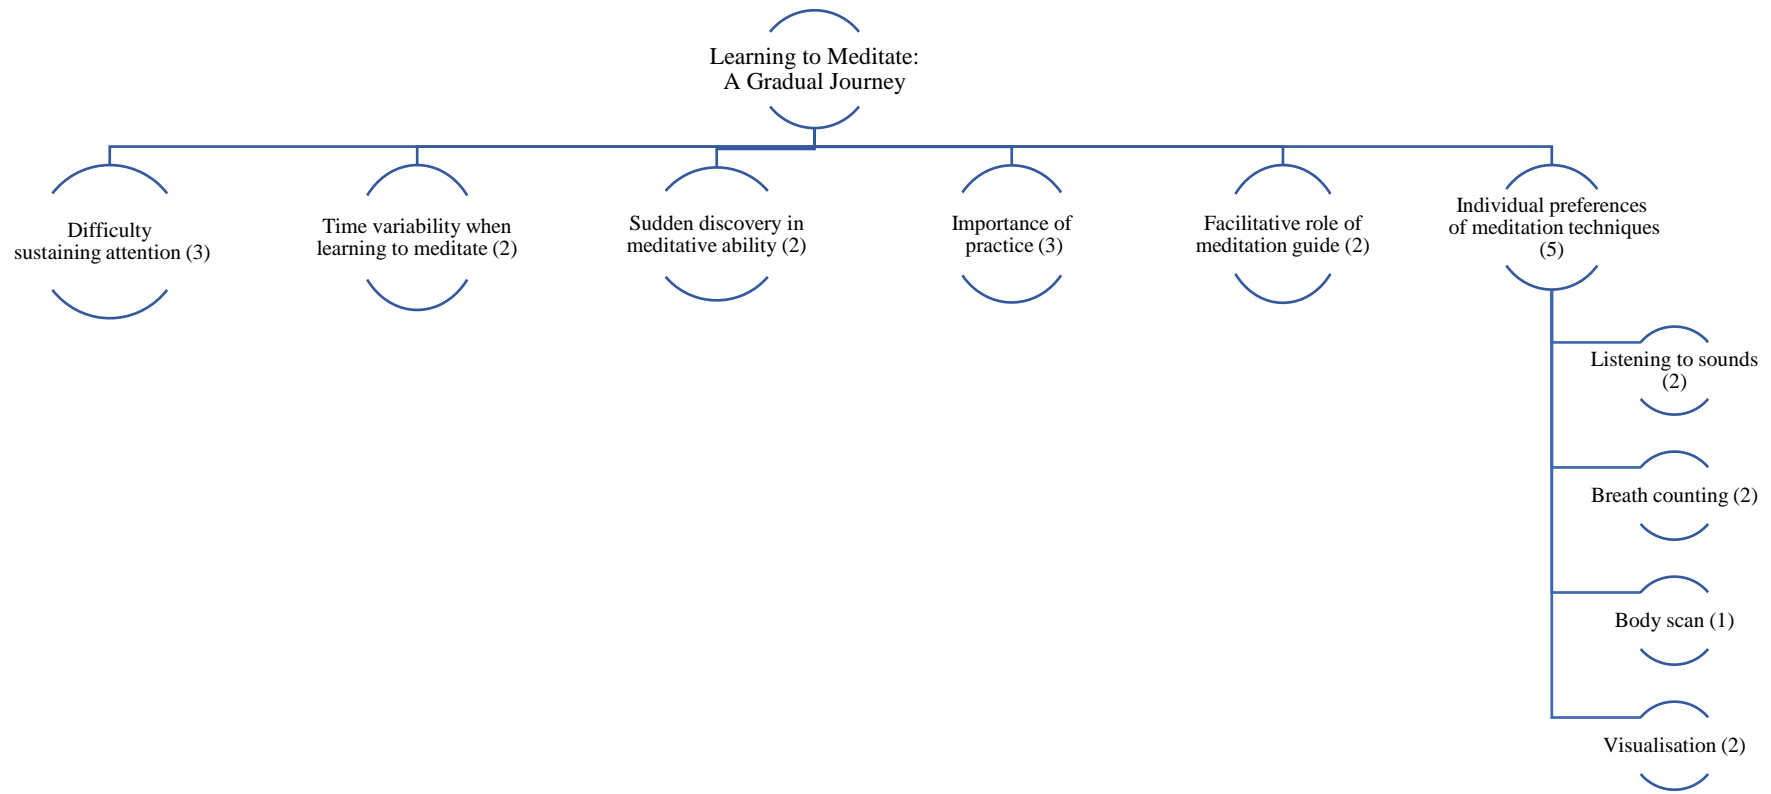 Learning to Meditate:
A Gradual Journey
Difficulty
sustaining attention (3)
Time variability when
learning to meditate (2)
Sudden discovery in
meditative ability (2)
Importance of
practice (3)
Facilitative role of
meditation guide (2)
Individual preferences
of meditation techniques
(5)
Listening to sounds
(2)
Breath counting (2)
Body scan (1)
Visualisation (2)